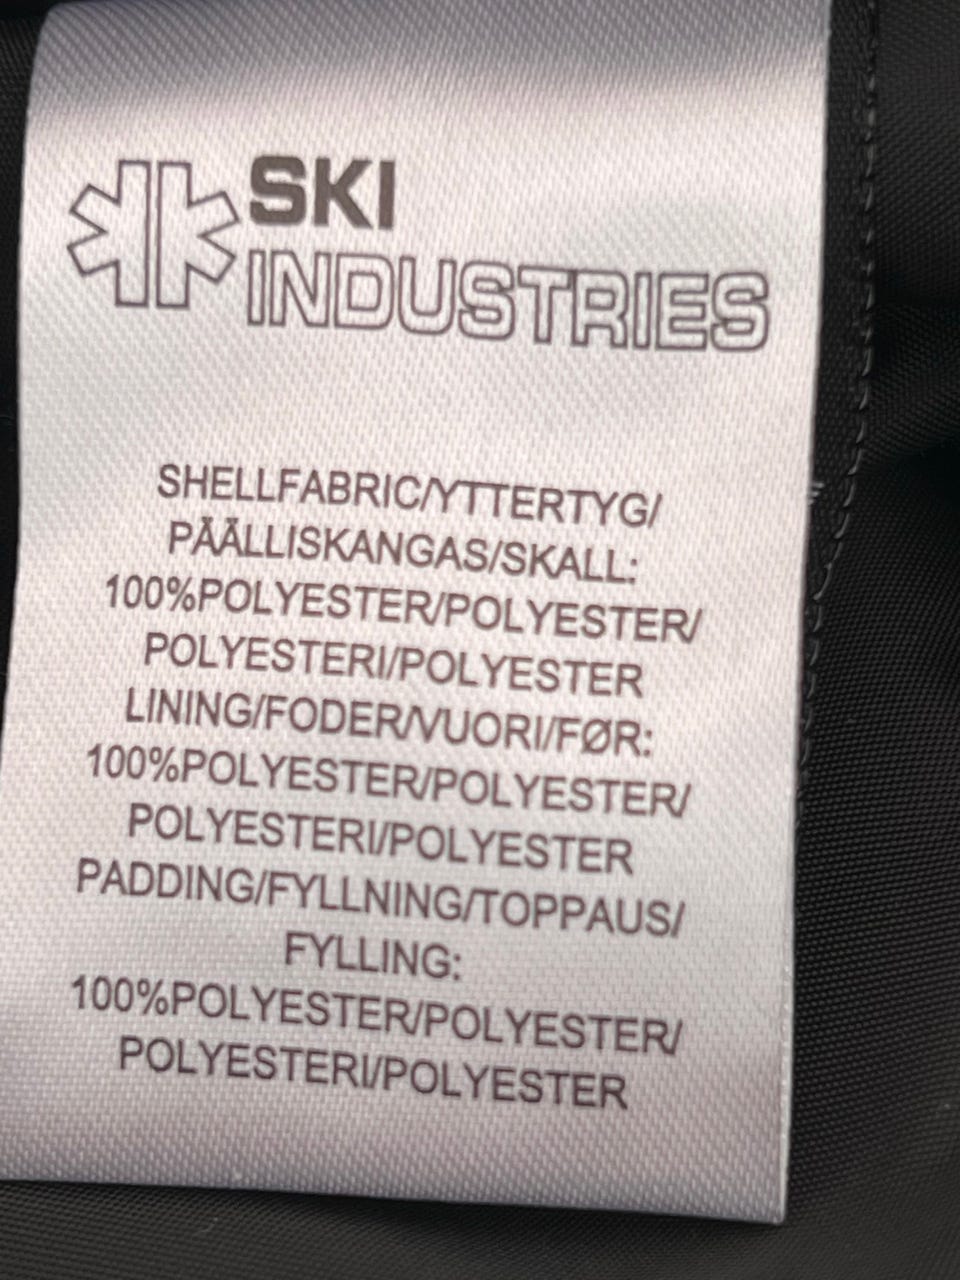 SKI
INDUSTRIES
SHELLFABRIC/YTTERTYG/
PÄÄLLISKANGAS/SKALL:
100%POLYESTER/POLYESTER/
POLYESTERI/POLYESTER
LINING/FODER/VUORI/FØR:
100%POLYESTER/POLYESTER/
POLYESTERI/POLYESTER
PADDING/FYLLNING/TOPPAUS/
FYLLING:
100%POLYESTER/POLYESTER/
POLYESTERI/POLYESTER